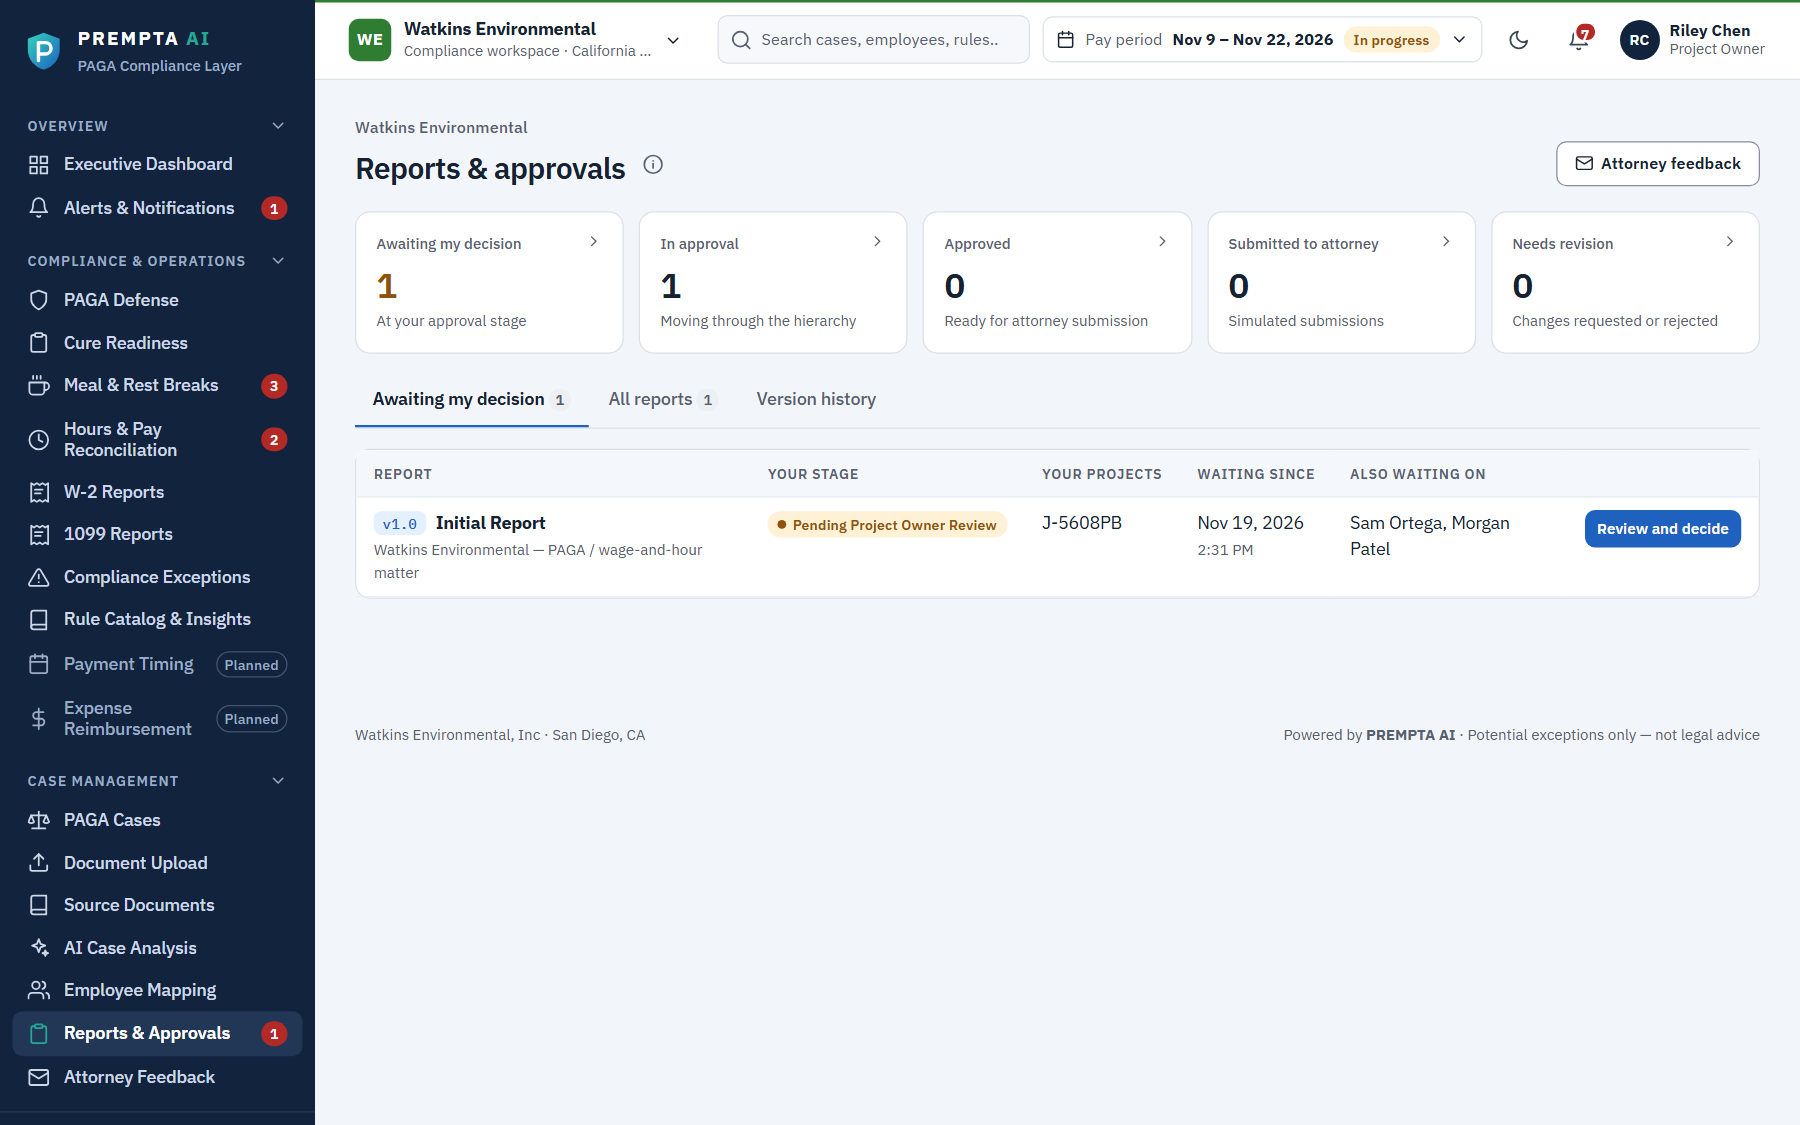 PREMPTA AI
PAGA Compliance Layer
OVERVIEW
Executive Dashboard
Alerts & Notifications 1
COMPLIANCE & OPERATIONS
PAGA Defense
Cure Readiness
Meal & Rest Breaks 3
Hours & Pay
Reconciliation 2
W-2 Reports
1099 Reports
Compliance Exceptions
Rule Catalog & Insights
Payment Timing Planned
Expense
Reimbursement Planned
CASE MANAGEMENT
PAGA Cases
Document Upload
Source Documents
AI Case Analysis
Employee Mapping
Reports & Approvals 1
Attorney Feedback
WE
Watkins Environmental
Compliance workspace · California ...
Search cases, employees, rules..
Pay period Nov 9 – Nov 22, 2026 In progress
7
RC
Riley Chen
Project Owner
Watkins Environmental
Reports & approvals
Attorney feedback
Awaiting my decision
1
At your approval stage
In approval
1
Moving through the hierarchy
Approved
0
Ready for attorney submission
Submitted to attorney
0
Simulated submissions
Needs revision
0
Changes requested or rejected
Awaiting my decision 1 All reports 1 Version history
REPORT YOUR STAGE YOUR PROJECTS WAITING SINCE ALSO WAITING ON
v1.0 Initial Report
Watkins Environmental — PAGA / wage-and-hour
matter
Pending Project Owner Review
J-5608PB
Nov 19, 2026
2:31 PM
Sam Ortega, Morgan
Patel
Review and decide
Watkins Environmental, Inc · San Diego, CA
Powered by PREMPTA AI · Potential exceptions only — not legal advice